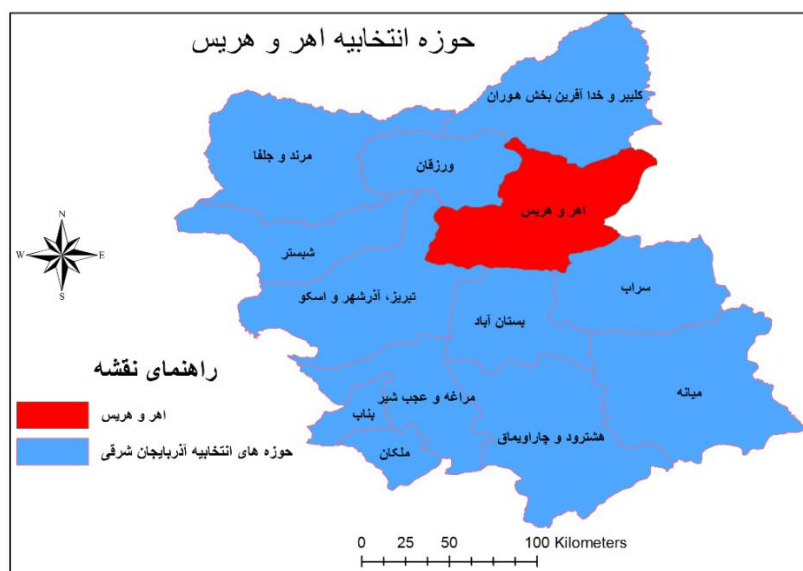 حوزه انتخابیه اهر و هریس
کلیبر و خدا آفرین بخش هوران
مرند و جلفا
ورزقان
اهر و هریس
شبستر
تبریز، آذرشهر و اسکو
سراب
بستان آباد
میانه
مراغه و عجب شیر
بناب
ملکان
هشترود و چاراویماق
N
W
E
S
راهنمای نقشه
اهر و هریس
حوزه های انتخابیه آذربایجان شرقی
0 25 50 100 Kilometers